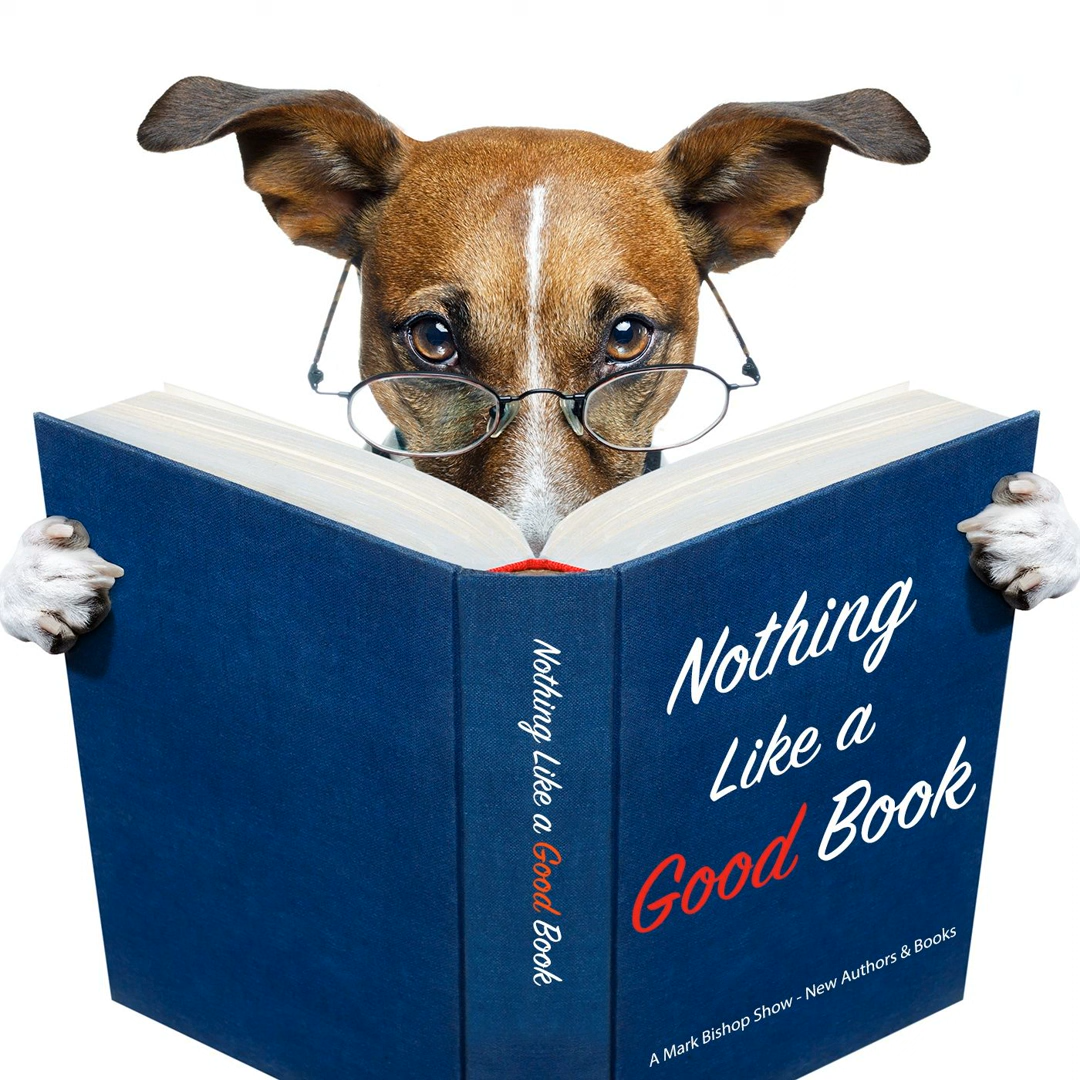 Nothing Like a Good Book
Nothing
Like a
Good Book
A Mark Bishop Show - New Authors & Books